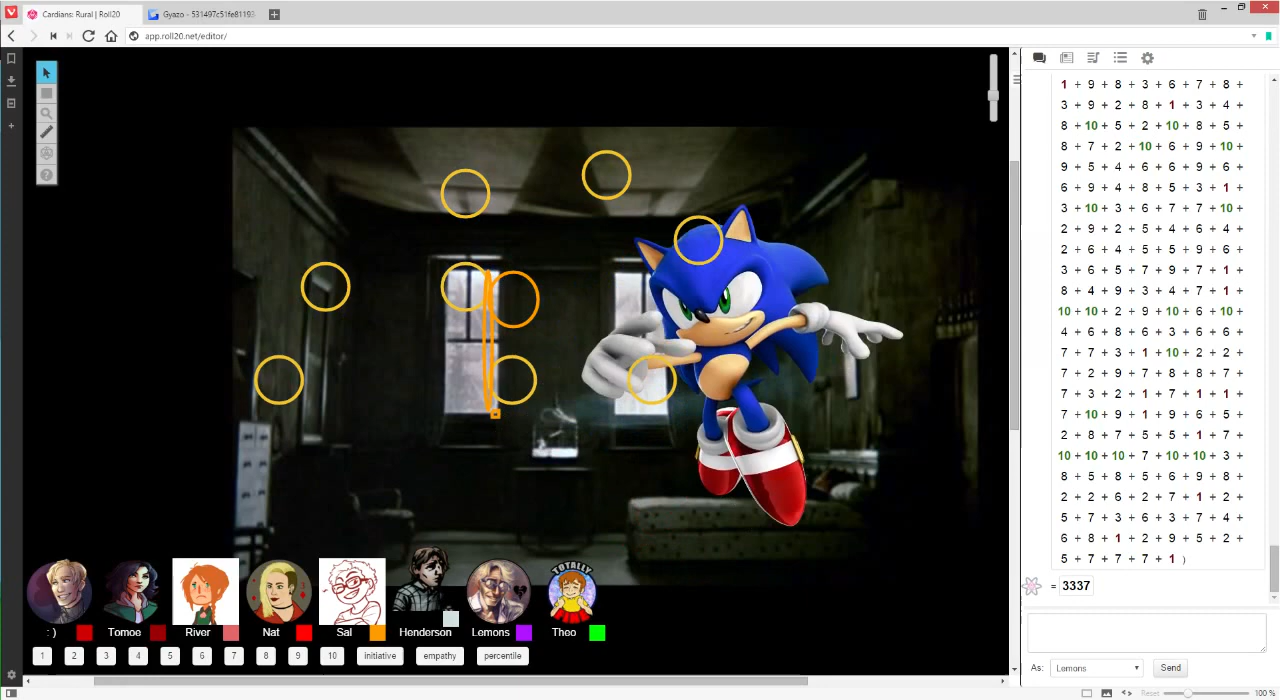 Cardians: Rural | Roll20
Gyazo - 531497c51fe81193
app.roll20.net/editor/
1 + 9 + 8 + 3 + 6 + 7 + 8 +
3 + 9 + 2 + 8 + 1 + 3 + 4 +
8 + 10 + 5 + 2 + 10 + 8 + 5 +
8 + 7 + 2 + 10 + 6 + 9 + 10 +
9 + 5 + 4 + 6 + 6 + 9 + 6 +
6 + 9 + 4 + 8 + 5 + 3 + 1 +
3 + 10 + 3 + 6 + 7 + 7 + 10 +
2 + 9 + 2 + 5 + 4 + 6 + 4 +
2 + 6 + 4 + 5 + 5 + 9 + 6 +
3 + 6 + 5 + 7 + 9 + 7 + 1 +
8 + 4 + 9 + 3 + 4 + 7 + 1 +
10 + 10 + 2 + 9 + 10 + 6 + 10 +
4 + 6 + 8 + 6 + 3 + 6 + 6 +
7 + 7 + 3 + 1 + 10 + 2 + 2 +
7 + 2 + 9 + 7 + 8 + 8 + 7 +
7 + 3 + 2 + 1 + 7 + 1 + 1 +
7 + 10 + 9 + 1 + 9 + 6 + 5 +
2 + 8 + 7 + 5 + 5 + 1 + 7 +
10 + 10 + 10 + 7 + 10 + 10 + 3 +
8 + 5 + 8 + 5 + 6 + 9 + 8 +
2 + 2 + 6 + 2 + 7 + 1 + 2 +
5 + 7 + 3 + 6 + 3 + 7 + 4 +
6 + 8 + 1 + 2 + 9 + 5 + 2 +
5 + 7 + 7 + 7 + 1 )
= 3337
TOTALLY
: ) Tomoe River Nat Sal Henderson Lemons Theo
1 2 3 4 5 6 7 8 9 10 initiative empathy percentile
As: Lemons Send
Reset 100 %